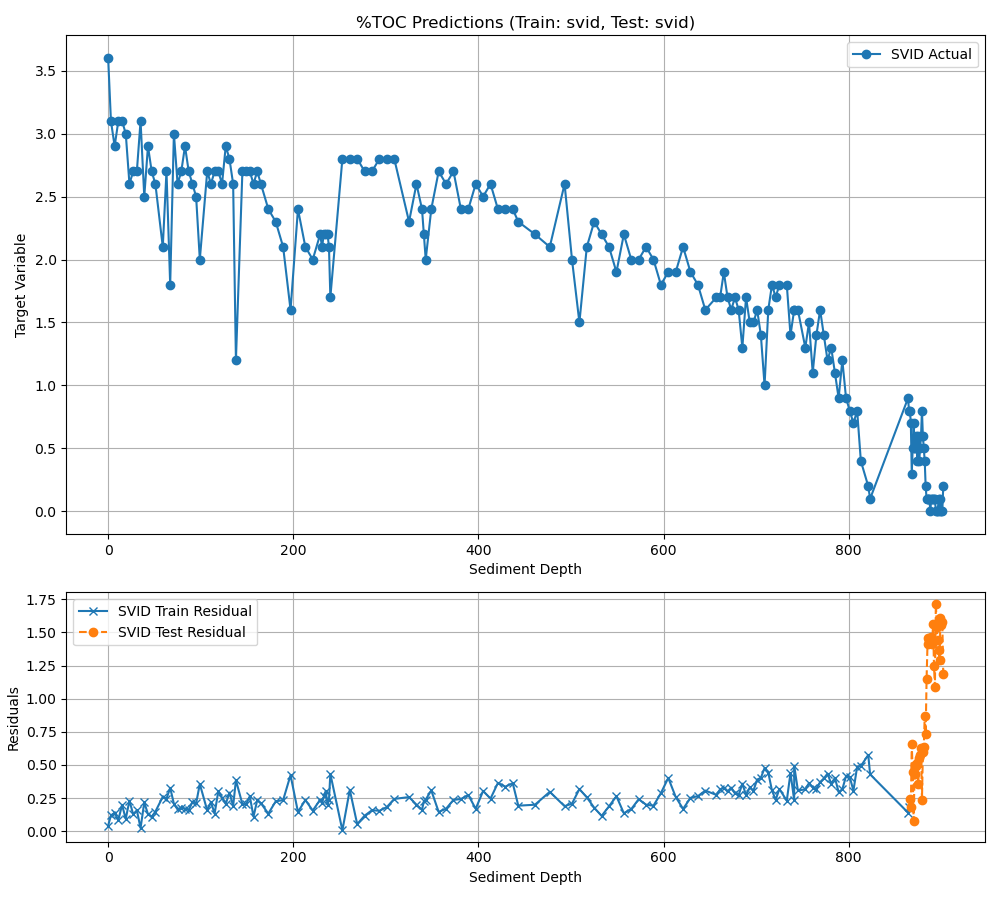 %TOC Predictions (Train: svid, Test: svid)
SVID Actual
Target Variable
3.5
3.0
2.5
2.0
1.5
1.0
0.5
0.0
0 200 400 600 800
Sediment Depth
SVID Train Residual
SVID Test Residual
Residuals
1.75
1.50
1.25
1.00
0.75
0.50
0.25
0.00
0 200 400 600 800
Sediment Depth